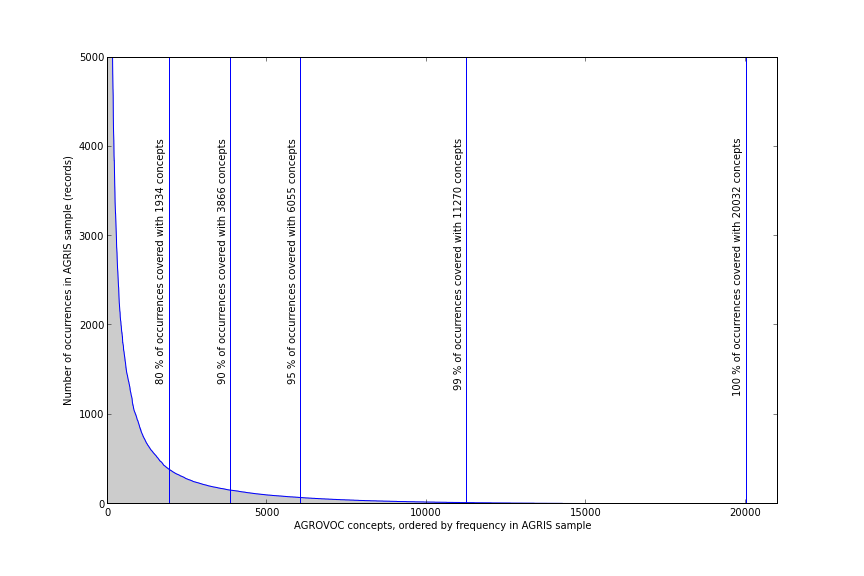 5000
4000
3000
2000
1000
0
Number of occurrences in AGRIS sample (records)
80 % of occurrences covered with 1934 concepts
90 % of occurrences covered with 3866 concepts
95 % of occurrences covered with 6055 concepts
99 % of occurrences covered with 11270 concepts
100 % of occurrences covered with 20032 concepts
0
5000
10000
15000
20000
AGROVOC concepts, ordered by frequency in AGRIS sample